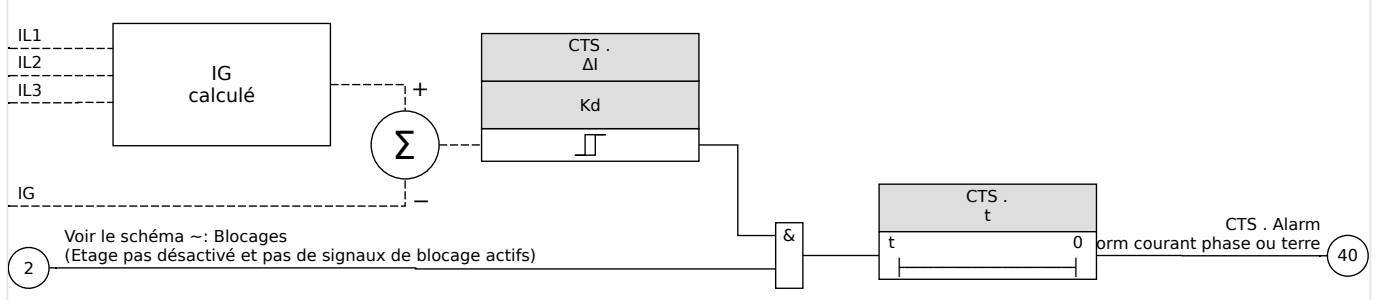 IL1
IL2
IL3
IG
calculé
+
Σ
−
IG
CTS .
ΔI
Kd
Voir le schéma ~: Blocages
(Etage pas désactivé et pas de signaux de blocage actifs)
2
&
CTS .
t
t 0
CTS . Alarm
orm courant phase ou terre
40